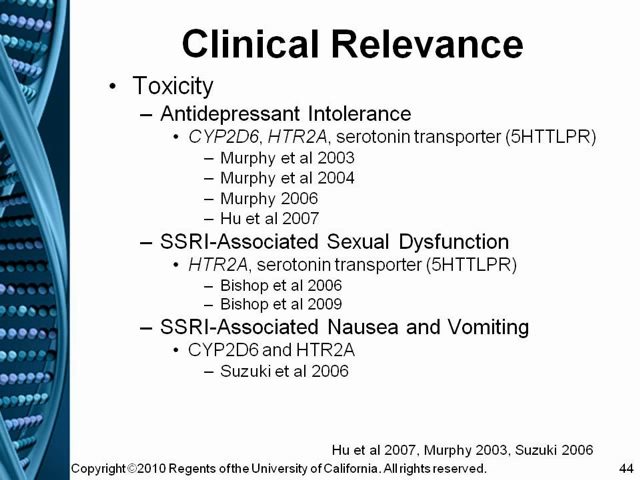 Clinical Relevance
• Toxicity
– Antidepressant Intolerance
• CYP2D6, HTR2A, serotonin transporter (5HTTLPR)
– Murphy et al 2003
– Murphy et al 2004
– Murphy 2006
– Hu et al 2007
– SSRI-Associated Sexual Dysfunction
• HTR2A, serotonin transporter (5HTTLPR)
– Bishop et al 2006
– Bishop et al 2009
– SSRI-Associated Nausea and Vomiting
• CYP2D6 and HTR2A
– Suzuki et al 2006
Hu et al 2007, Murphy 2003, Suzuki 2006
Copyright ©2010 Regents of the University of California. All rights reserved. 44